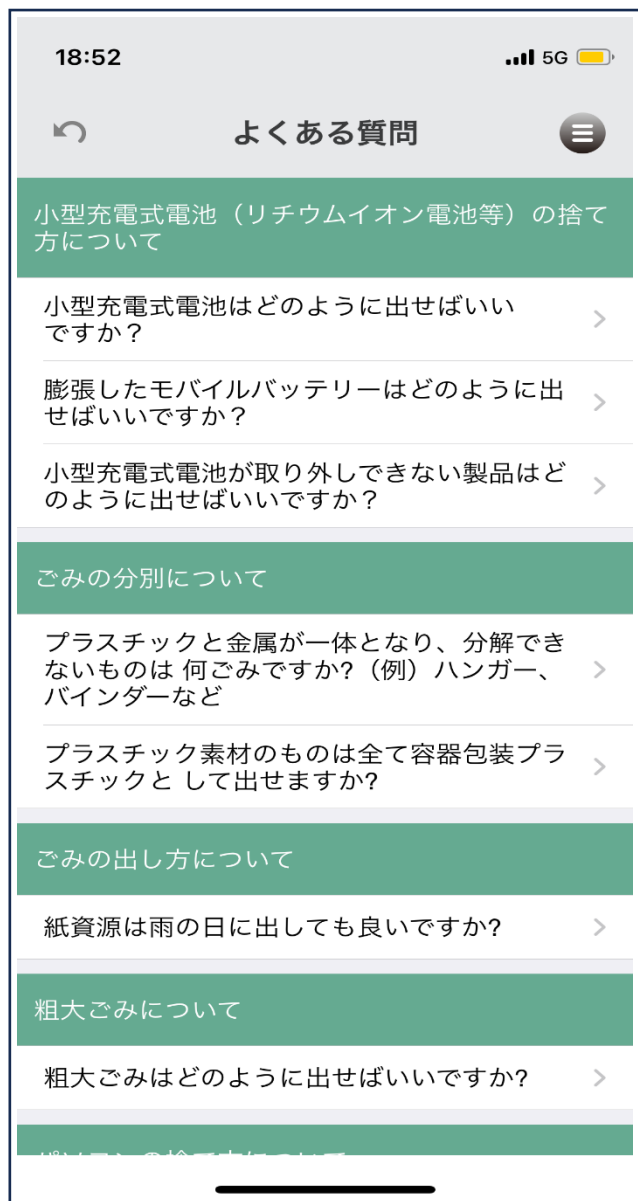 18:52
5G
よくある質問
小型充電式電池（リチウムイオン電池等）の捨て
方について
小型充電式電池はどのように出せばいい
ですか？
膨張したモバイルバッテリーはどのように出
せばいいですか？
小型充電式電池が取り外しできない製品はど
のように出せばいいですか？
ごみの分別について
プラスチックと金属が一体となり、分解でき
ないものは 何ごみですか?（例）ハンガー、
バインダーなど
プラスチック素材のものは全て容器包装プラ
スチックと して出せますか?
ごみの出し方について
紙資源は雨の日に出しても良いですか?
粗大ごみについて
粗大ごみはどのように出せばいいですか?